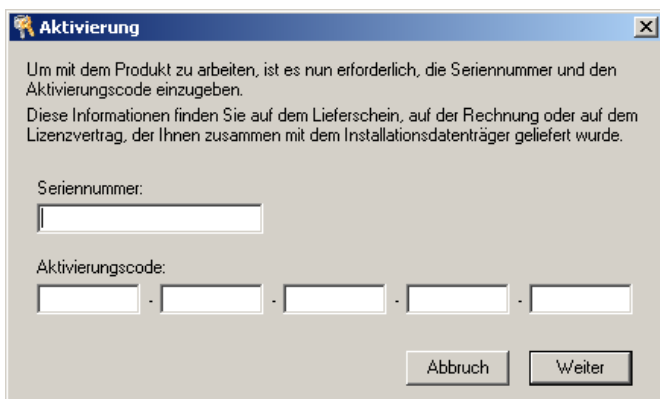 Aktivierung
Um mit dem Produkt zu arbeiten, ist es nun erforderlich, die Seriennummer und den
Aktivierungscode einzugeben.
Diese Informationen finden Sie auf dem Lieferschein, auf der Rechnung oder auf dem
Lizenzvertrag, der Ihnen zusammen mit dem Installationsdatenträger geliefert wurde.
Seriennummer:
Aktivierungscode:
- - - -
Abbruch Weiter